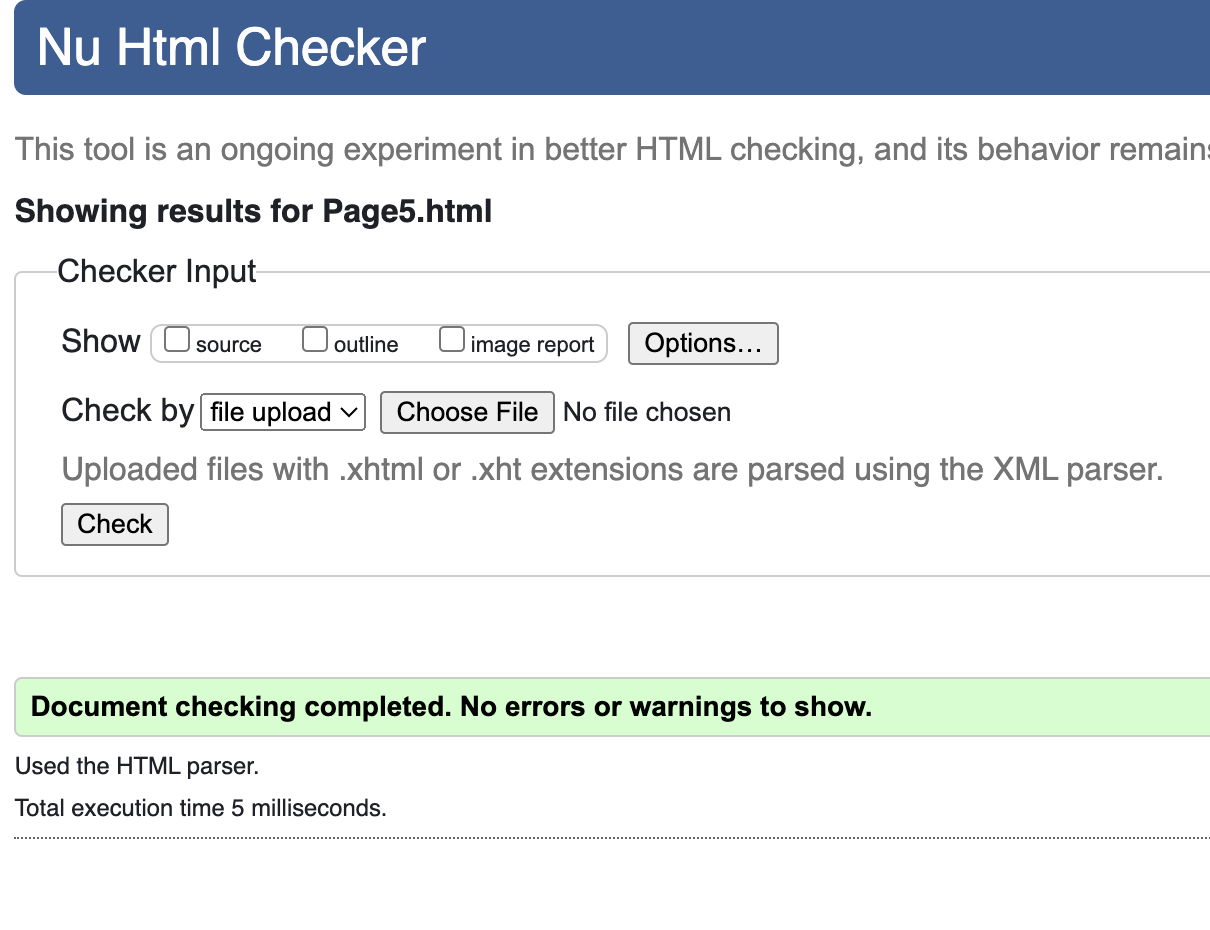 Nu Html Checker
This tool is an ongoing experiment in better HTML checking, and its behavior remains
Showing results for Page5.html
Checker Input
Show source outline image report Options...
Check by file upload Choose File No file chosen
Uploaded files with .xhtml or .xht extensions are parsed using the XML parser.
Check
Document checking completed. No errors or warnings to show.
Used the HTML parser.
Total execution time 5 milliseconds.